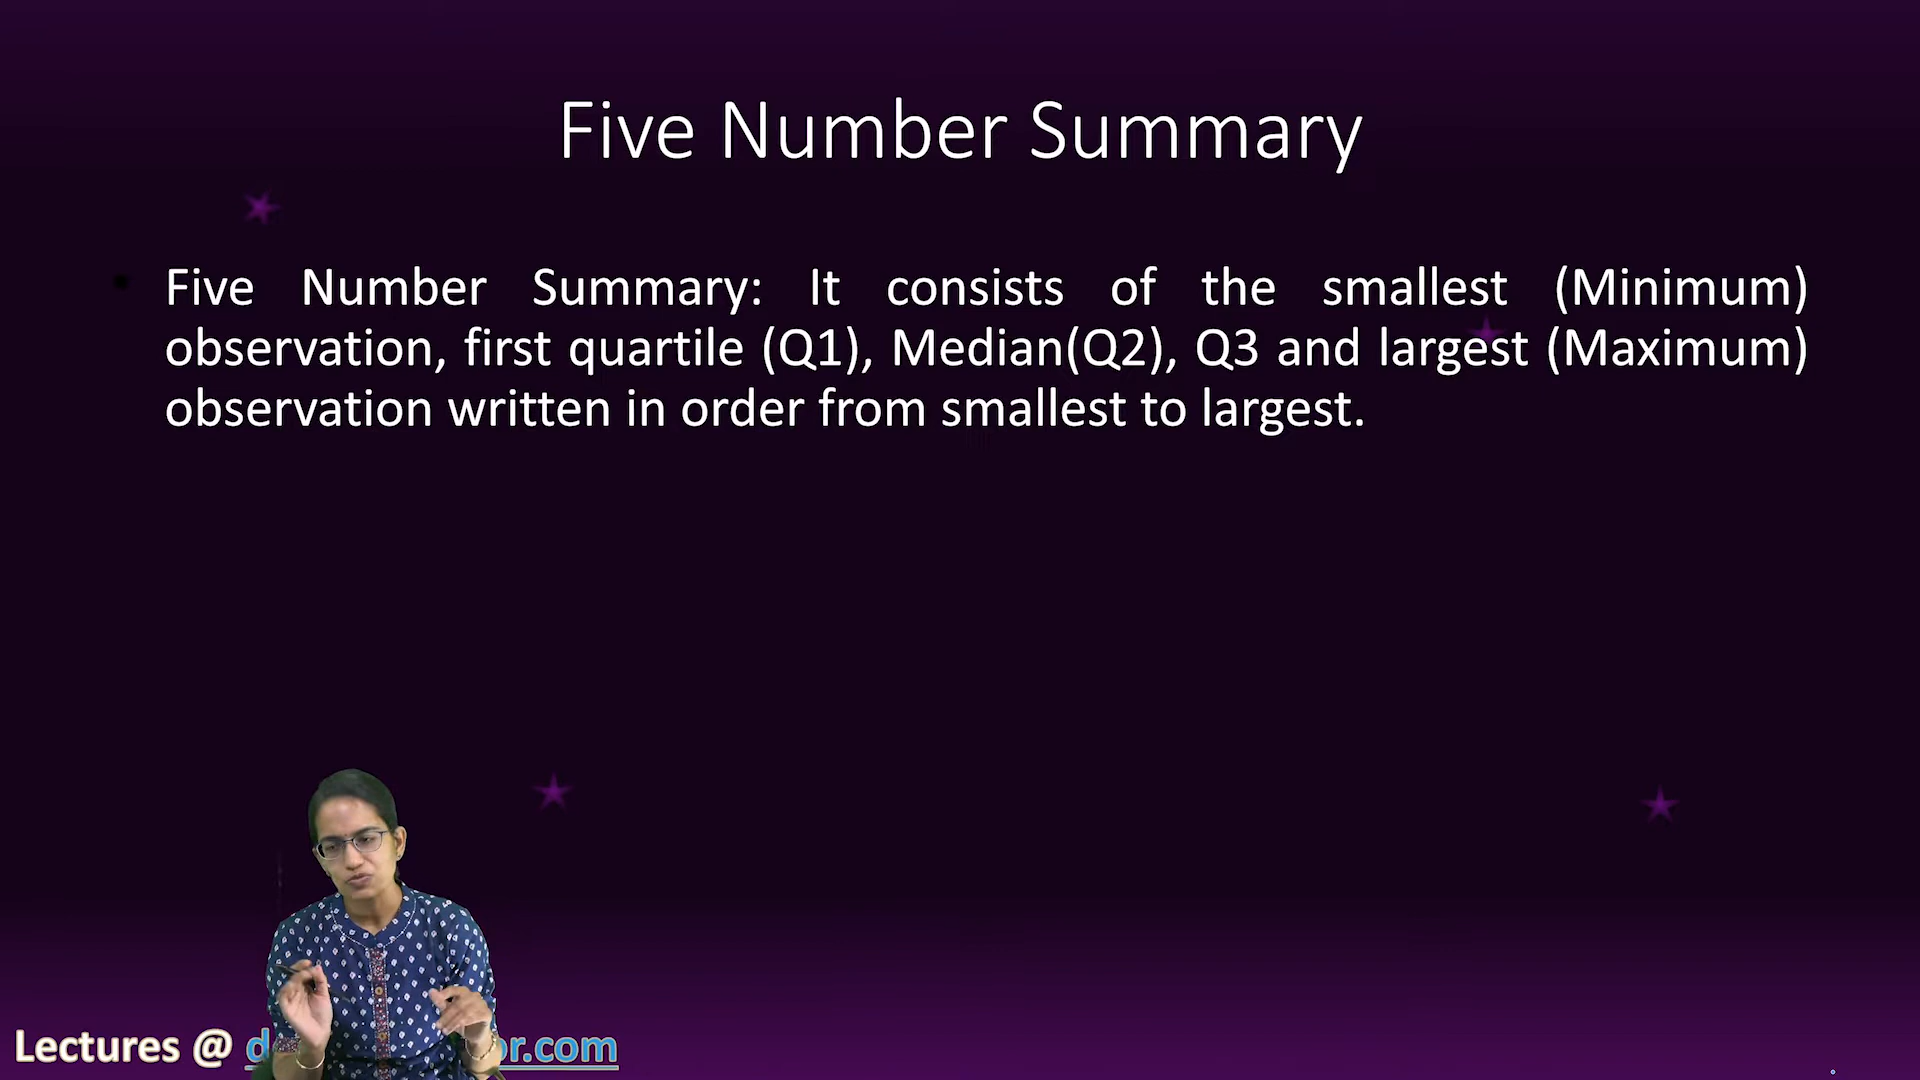 Five Number Summary
Five Number Summary: It consists of the smallest (Minimum)
observation, first quartile (Q1), Median(Q2), Q3 and largest (Maximum)
observation written in order from smallest to largest.
Lectures @